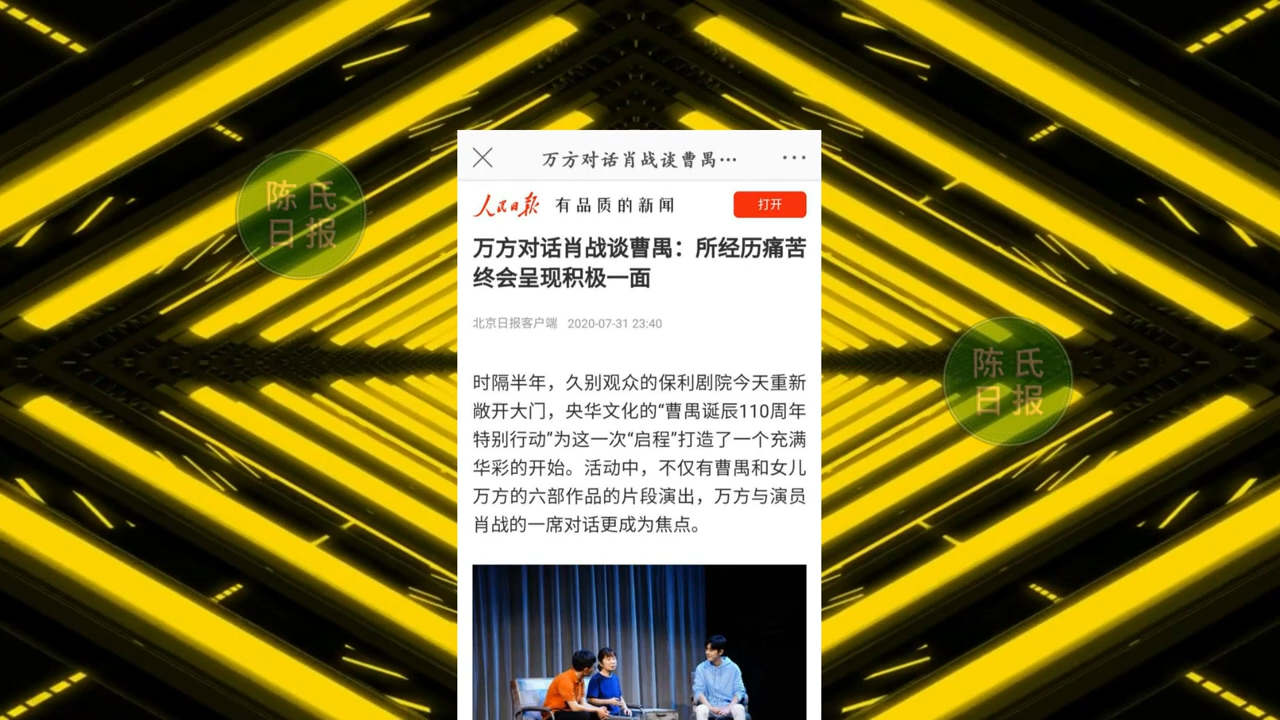 万方对话肖战谈曹禺…
人民日报 有品质的新闻
打开
万方对话肖战谈曹禺：所经历痛苦
终会呈现积极一面
北京日报客户端 2020-07-31 23:40
时隔半年，久别观众的保利剧院今天重新
敞开大门，央华文化的“曹禺诞辰110周年
特别行动”为这一次“启程”打造了一个充满
华彩的开始。活动中，不仅有曹禺和女儿
万方的六部作品的片段演出，万方与演员
肖战的一席对话更成为焦点。
陈氏
日报
陈氏
日报